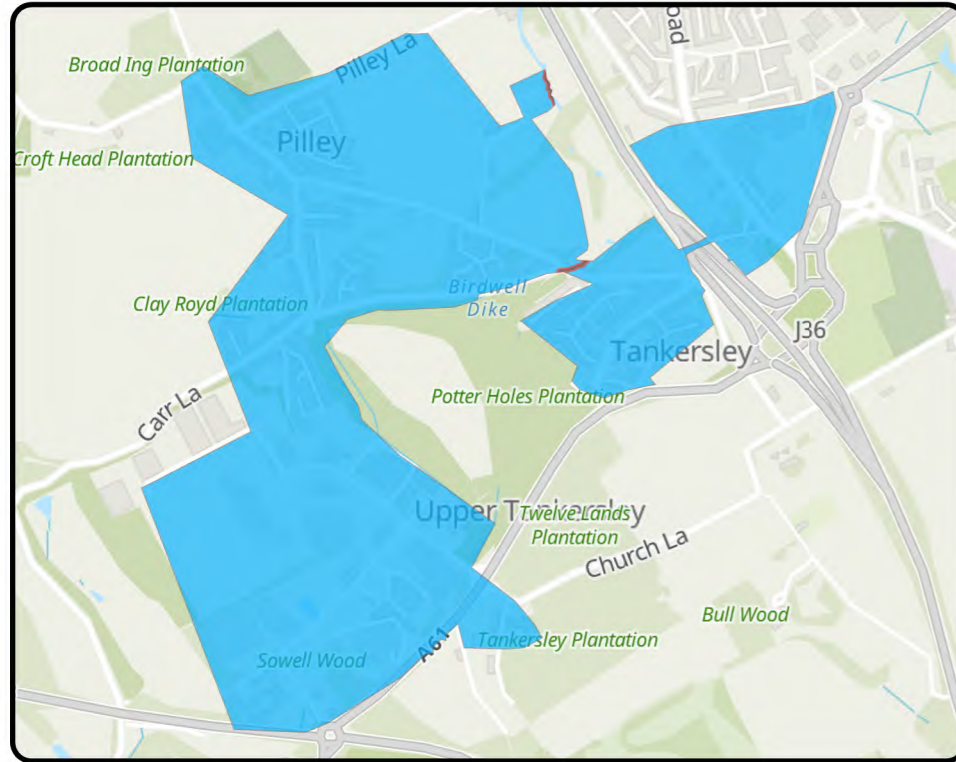 oad
Broad Ing Plantation
Pilley La
Pilley
Croft Head Plantation
Clay Royd Plantation
Birdwell
Dike
J36
Tankersley
Potter Holes Plantation
Carr La
Upper Tankersley
Twelve Lands
Plantation
Church La
Bull Wood
A61
Tankersley Plantation
Sowell Wood